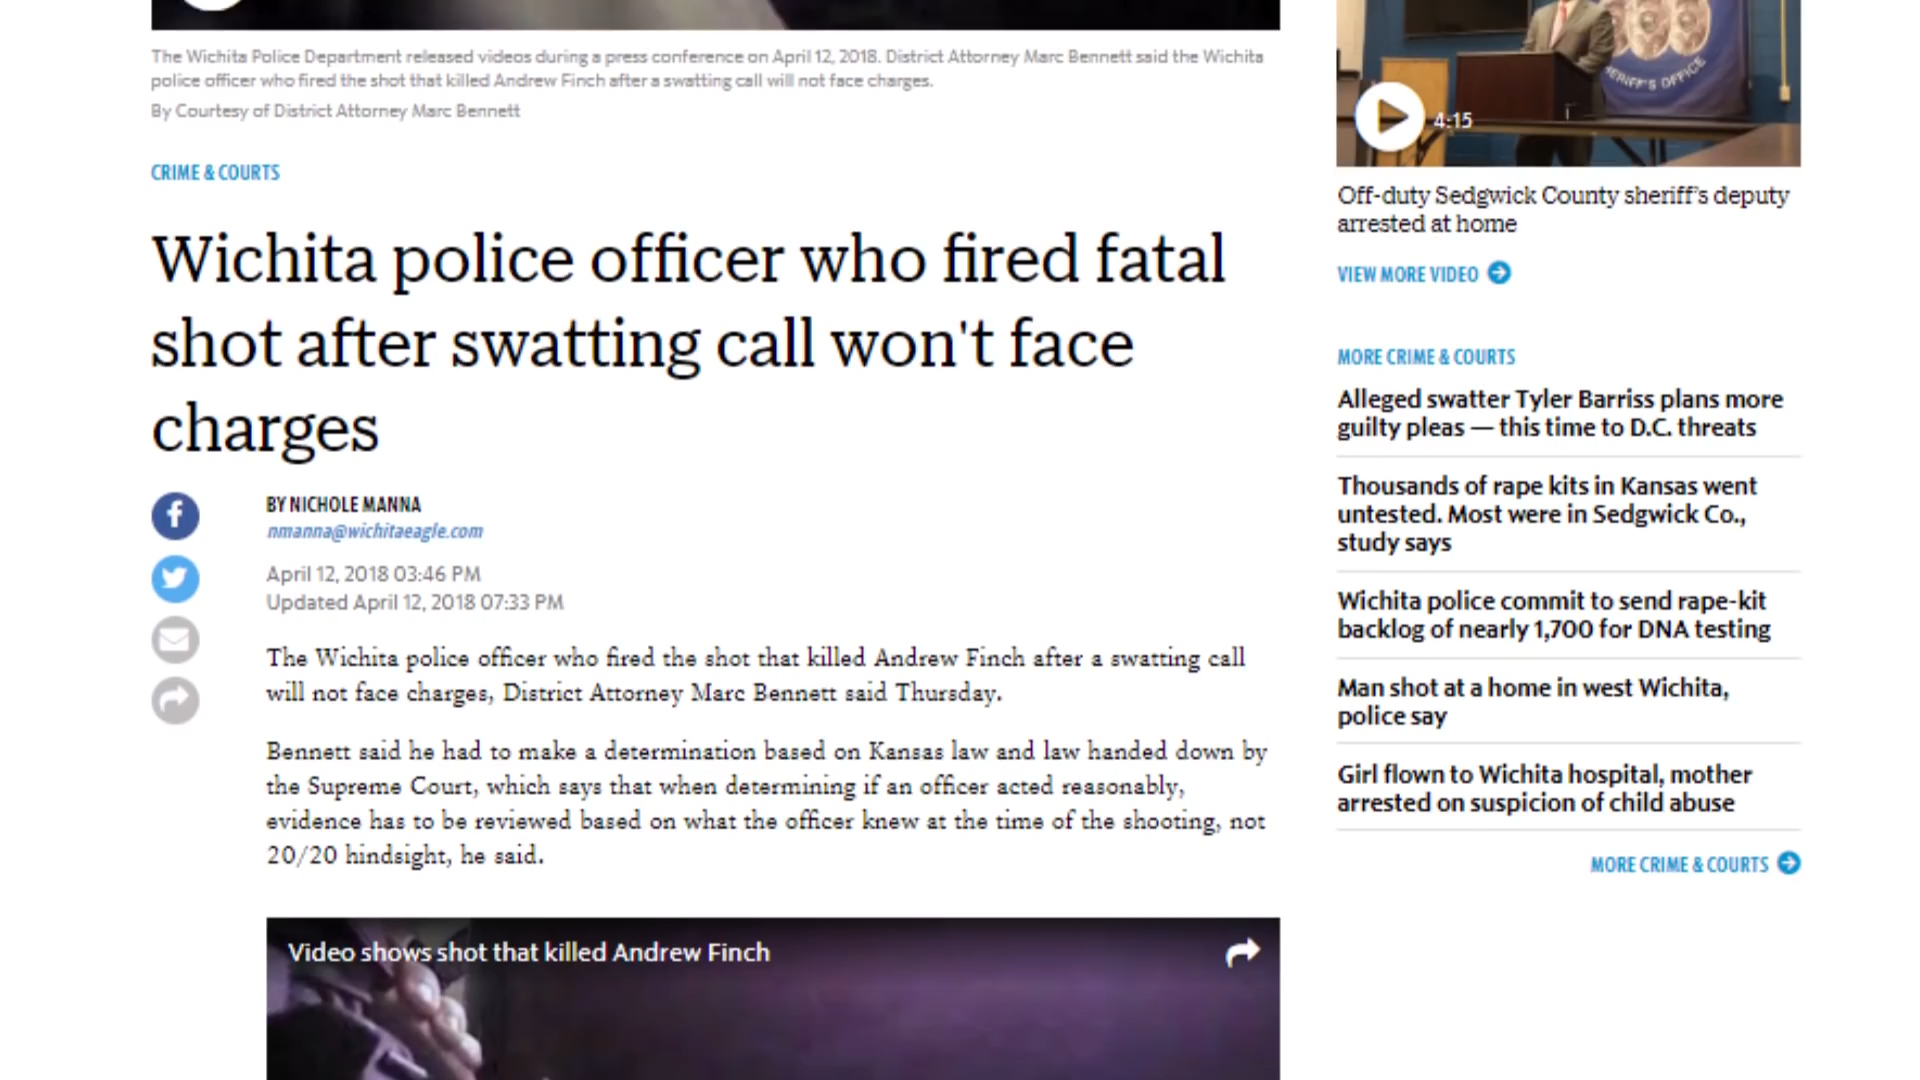 The Wichita Police Department released videos during a press conference on April 12, 2018. District Attorney Marc Bennett said the Wichita
police officer who fired the shot that killed Andrew Finch after a swatting call will not face charges.
By Courtesy of District Attorney Marc Bennett
CRIME & COURTS
Wichita police officer who fired fatal
shot after swatting call won't face
charges
BY NICHOLE MANNA
nmanna@wichitaeagle.com
April 12, 2018 03:46 PM
Updated April 12, 2018 07:33 PM
The Wichita police officer who fired the shot that killed Andrew Finch after a swatting call
will not face charges, District Attorney Marc Bennett said Thursday.
Bennett said he had to make a determination based on Kansas law and law handed down by
the Supreme Court, which says that when determining if an officer acted reasonably,
evidence has to be reviewed based on what the officer knew at the time of the shooting, not
20/20 hindsight, he said.
Video shows shot that killed Andrew Finch
SHERIFF'S OFFICE
4:15
Off-duty Sedgwick County sheriff's deputy
arrested at home
VIEW MORE VIDEO
MORE CRIME & COURTS
Alleged swatter Tyler Barriss plans more
guilty pleas — this time to D.C. threats
Thousands of rape kits in Kansas went
untested. Most were in Sedgwick Co.,
study says
Wichita police commit to send rape-kit
backlog of nearly 1,700 for DNA testing
Man shot at a home in west Wichita,
police say
Girl flown to Wichita hospital, mother
arrested on suspicion of child abuse
MORE CRIME & COURTS